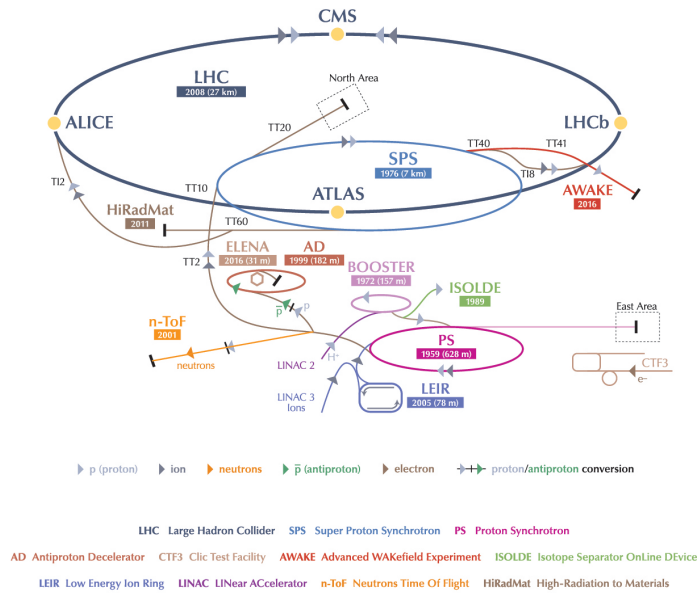 CMS
LHC
2008 (27 km)
North Area
ALICE
TT20
LHCb
TT40
TT41
SPS
1976 (7 km)
TI8
TI2
TT10
AWAKE
2016
ATLAS
HiRadMat
2011
TT60
ELENA
2016 (31 m)
AD
1999 (182 m)
TT2
BOOSTER
1972 (157 m)
ISOLDE
1989
p̅
p
East Area
n-ToF
2001
PS
1959 (628 m)
neutrons
LINAC 2
H+
CTF3
e-
LEIR
2005 (78 m)
LINAC 3
Ions
p (proton) ion neutrons p̅ (antiproton) electron proton/antiproton conversion
LHC Large Hadron Collider SPS Super Proton Synchrotron PS Proton Synchrotron
AD Antiproton Decelerator CTF3 Clic Test Facility AWAKE Advanced WAKefield Experiment ISOLDE Isotope Separator OnLine DEvice
LEIR Low Energy Ion Ring LINAC LINear ACcelerator n-ToF Neutrons Time Of Flight HiRadMat High-Radiation to Materials